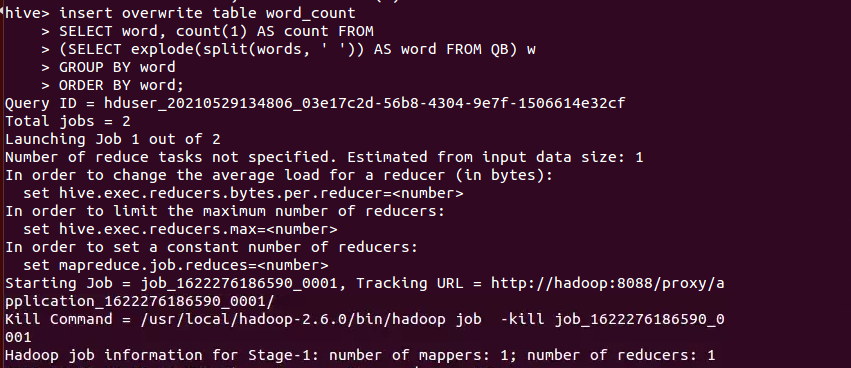 hive> insert overwrite table word_count
    > SELECT word, count(1) AS count FROM
    > (SELECT explode(split(words, ' ')) AS word FROM QB) w
    > GROUP BY word
    > ORDER BY word;
Query ID = hduser_20210529134806_03e17c2d-56b8-4304-9e7f-1506614e32cf
Total jobs = 2
Launching Job 1 out of 2
Number of reduce tasks not specified. Estimated from input data size: 1
In order to change the average load for a reducer (in bytes):
  set hive.exec.reducers.bytes.per.reducer=<number>
In order to limit the maximum number of reducers:
  set hive.exec.reducers.max=<number>
In order to set a constant number of reducers:
  set mapreduce.job.reduces=<number>
Starting Job = job_1622276186590_0001, Tracking URL = http://hadoop:8088/proxy/a
pplication_1622276186590_0001/
Kill Command = /usr/local/hadoop-2.6.0/bin/hadoop job  -kill job_1622276186590_0
001
Hadoop job information for Stage-1: number of mappers: 1; number of reducers: 1